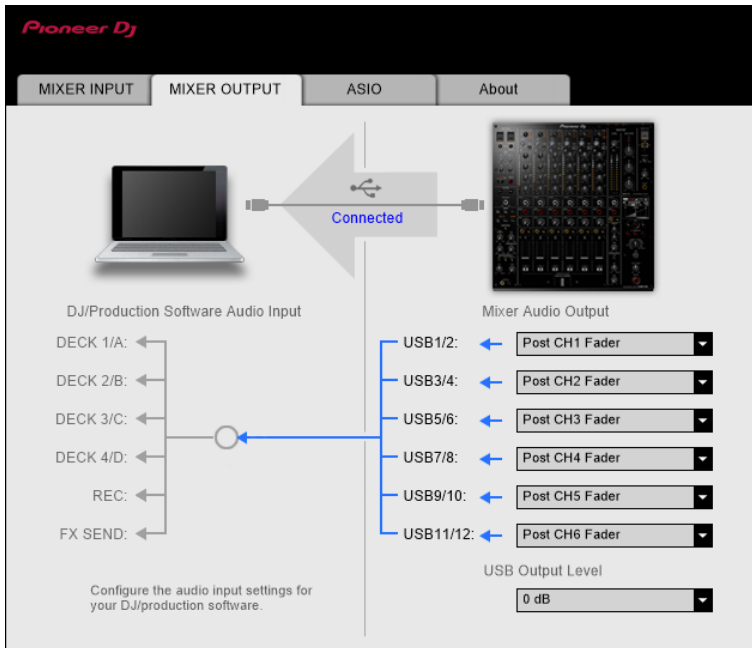 Pioneer Dj
MIXER INPUT
MIXER OUTPUT
ASIO
About
Connected
DJ/Production Software Audio Input
Mixer Audio Output
DECK 1/A:
DECK 2/B:
DECK 3/C:
DECK 4/D:
REC:
FX SEND:
USB1/2: Post CH1 Fader
USB3/4: Post CH2 Fader
USB5/6: Post CH3 Fader
USB7/8: Post CH4 Fader
USB9/10: Post CH5 Fader
USB11/12: Post CH6 Fader
USB Output Level
0 dB
Configure the audio input settings for
your DJ/production software.